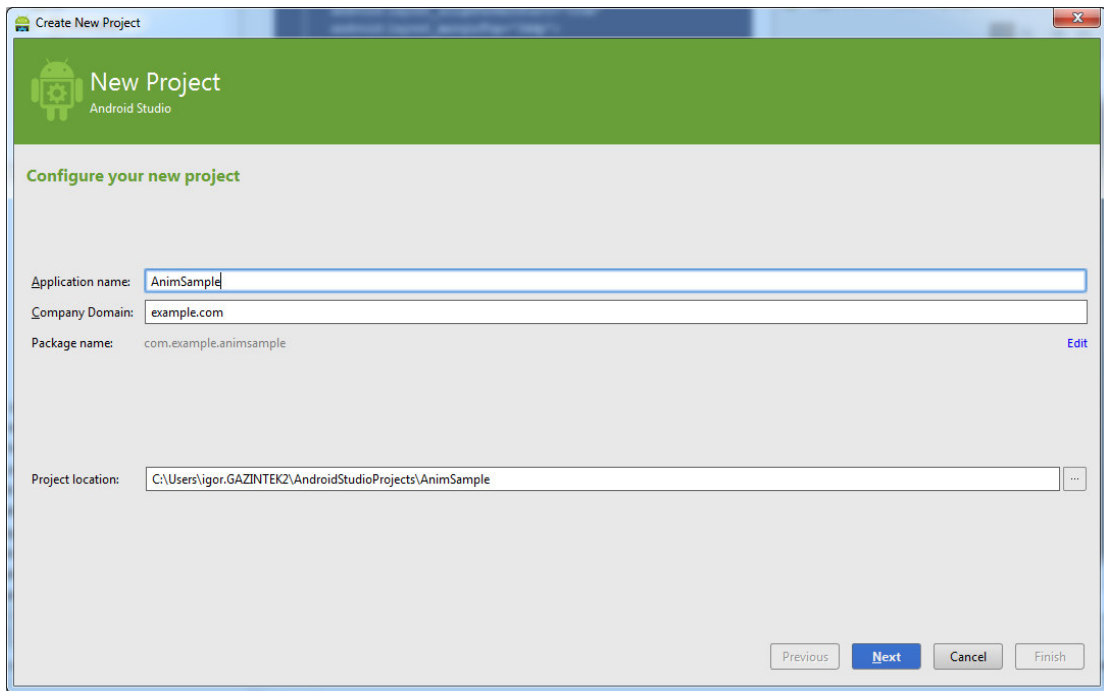 Create New Project
New Project
Android Studio
Configure your new project
Application name: AnimSample
Company Domain: example.com
Package name: com.example.animsample Edit
Project location: C:\Users\igor.GAZINTEK2\AndroidStudioProjects\AnimSample ...
Previous Next Cancel Finish